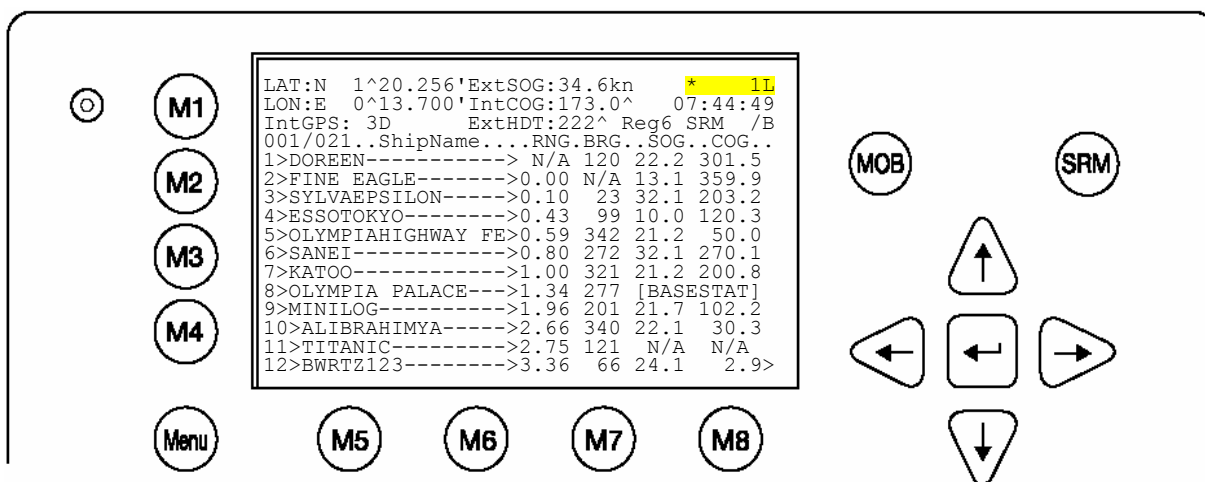 LAT:N  1^20.256'ExtSOG:34.6kn    *    1L
LON:E  0^13.700'IntCOG:173.0^   07:44:49
IntGPS: 3D      ExtHDT:222^ Reg6 SRM  /B
001/021..ShipName....RNG.BRG..SOG..COG..
1>DOREEN-----------> N/A 120 22.2 301.5
2>FINE EAGLE------->0.00 N/A 13.1 359.9
3>SYLVAEPSILON----->0.10  23 32.1 203.2
4>ESSOTOKYO-------->0.43  99 10.0 120.3
5>OLYMPIAHIGHWAY FE>0.59 342 21.2  50.0
6>SANEI------------>0.80 272 32.1 270.1
7>KATOO------------>1.00 321 21.2 200.8
8>OLYMPIA PALACE--->1.34 277 [BASESTAT]
9>MINILOG---------->1.96 201 21.7 102.2
10>ALIBRAHIMYA----->2.66 340 22.1  30.3
11>TITANIC--------->2.75 121  N/A  N/A
12>BWRTZ123-------->3.36  66 24.1   2.9>
M1
M2
M3
M4
Menu
M5
M6
M7
M8
MOB
SRM